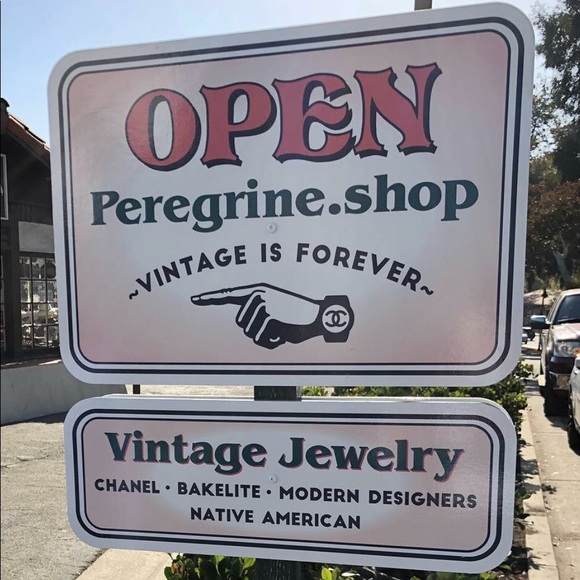 OPEN
Peregrine.shop
~VINTAGE IS FOREVER~
Vintage Jewelry
CHANEL · BAKELITE · MODERN DESIGNERS
NATIVE AMERICAN